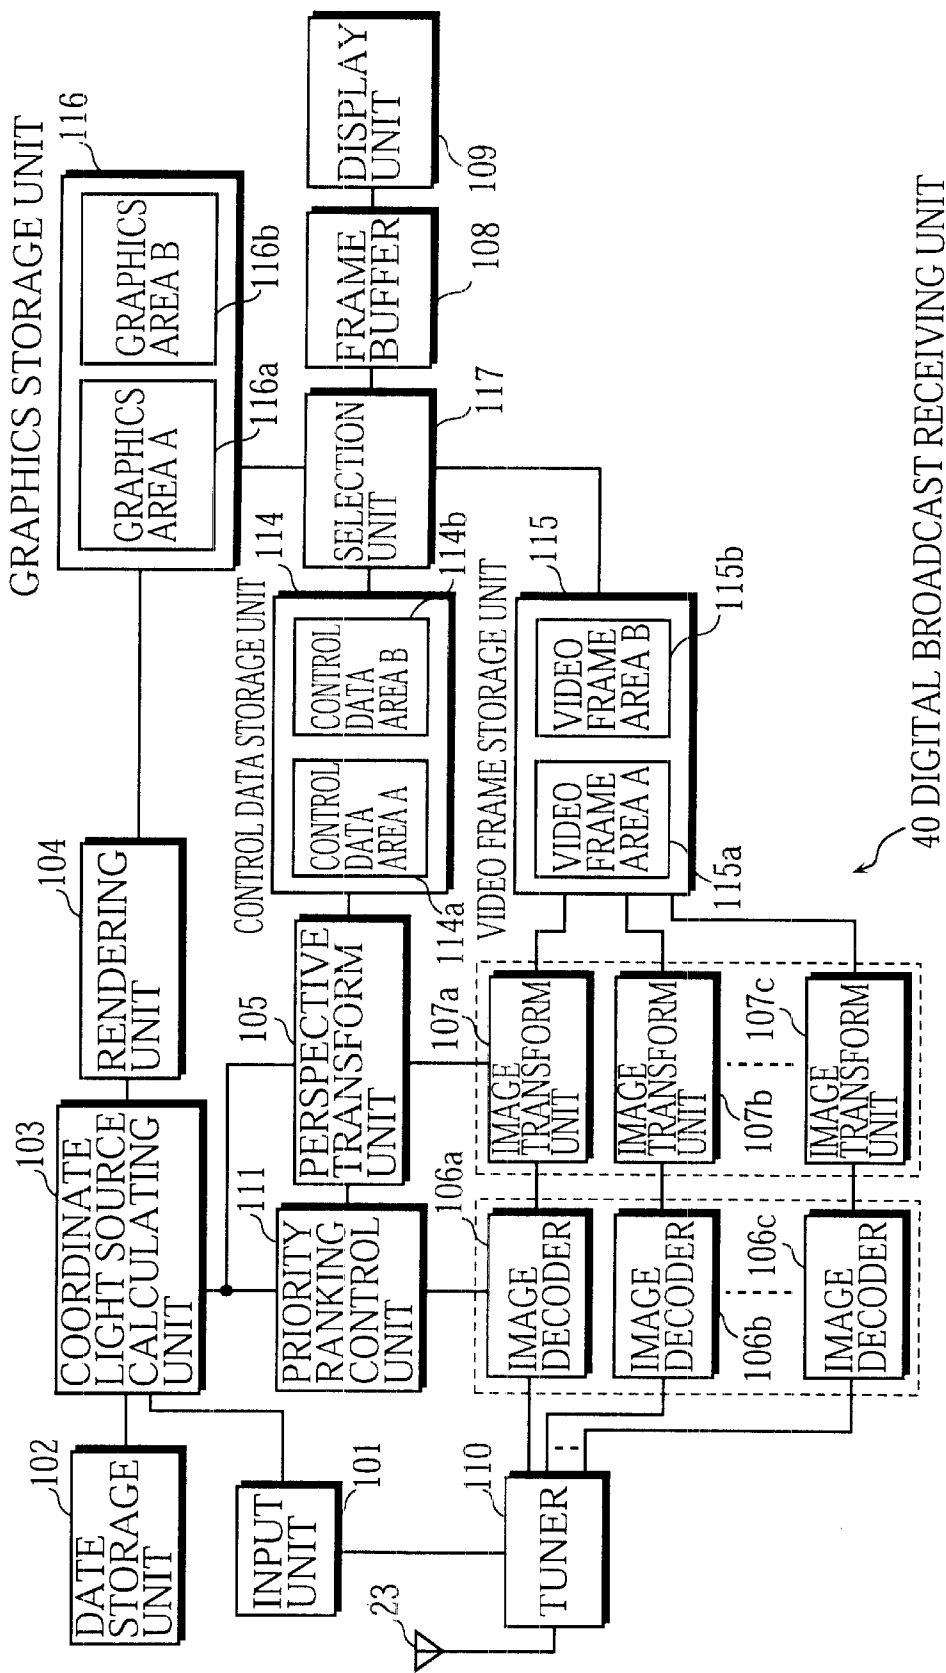 GRAPHICS STORAGE UNIT
116
GRAPHICS
AREA A
116a
GRAPHICS
AREA B
116b
102
DATE
STORAGE
UNIT
103
COORDINATE
LIGHT SOURCE
CALCULATING
UNIT
104
RENDERING
UNIT
CONTROL DATA STORAGE UNIT
114
CONTROL
DATA
AREA A
114a
CONTROL
DATA
AREA B
114b
SELECTION
UNIT
117
FRAME
BUFFER
108
DISPLAY
UNIT
109
INPUT
UNIT
101
111
PRIORITY
RANKING
CONTROL
UNIT
105
PERSPECTIVE
TRANSFORM
UNIT
VIDEO FRAME STORAGE UNIT
115
VIDEO
FRAME
AREA A
115a
VIDEO
FRAME
AREA B
115b
23
110
TUNER
106a
IMAGE
DECODER
107a
IMAGE
TRANSFORM
UNIT
IMAGE
DECODER
106b
IMAGE
TRANSFORM
UNIT
107b
106c
IMAGE
DECODER
107c
IMAGE
TRANSFORM
UNIT
40 DIGITAL BROADCAST RECEIVING UNIT